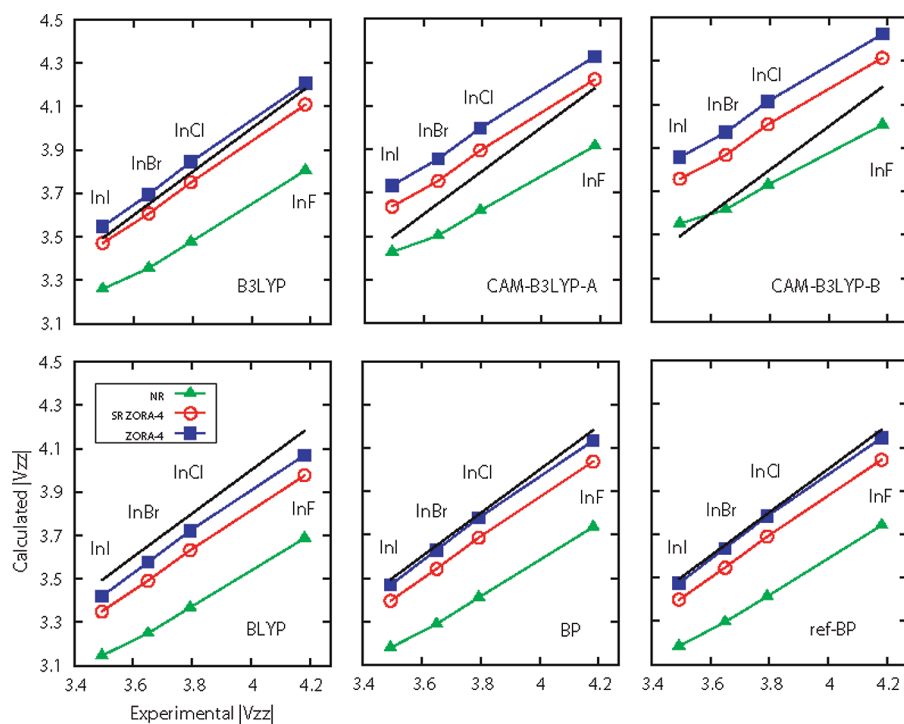 4.5
4.3
4.1
3.9
3.7
3.5
3.3
3.1
InI
InBr
InCl
InF
B3LYP
InI
InBr
InCl
InF
CAM-B3LYP-A
InI
InBr
InCl
InF
CAM-B3LYP-B
Calculated |Vzz|
4.5
4.3
4.1
3.9
3.7
3.5
3.3
3.1
NR
SR ZORA-4
ZORA-4
InI
InBr
InCl
InF
BLYP
3.4
3.6
3.8
4
4.2
InI
InBr
InCl
InF
BP
3.4
3.6
3.8
4
4.2
InI
InBr
InCl
InF
ref-BP
3.4
3.6
3.8
4
4.2
Experimental |Vzz|